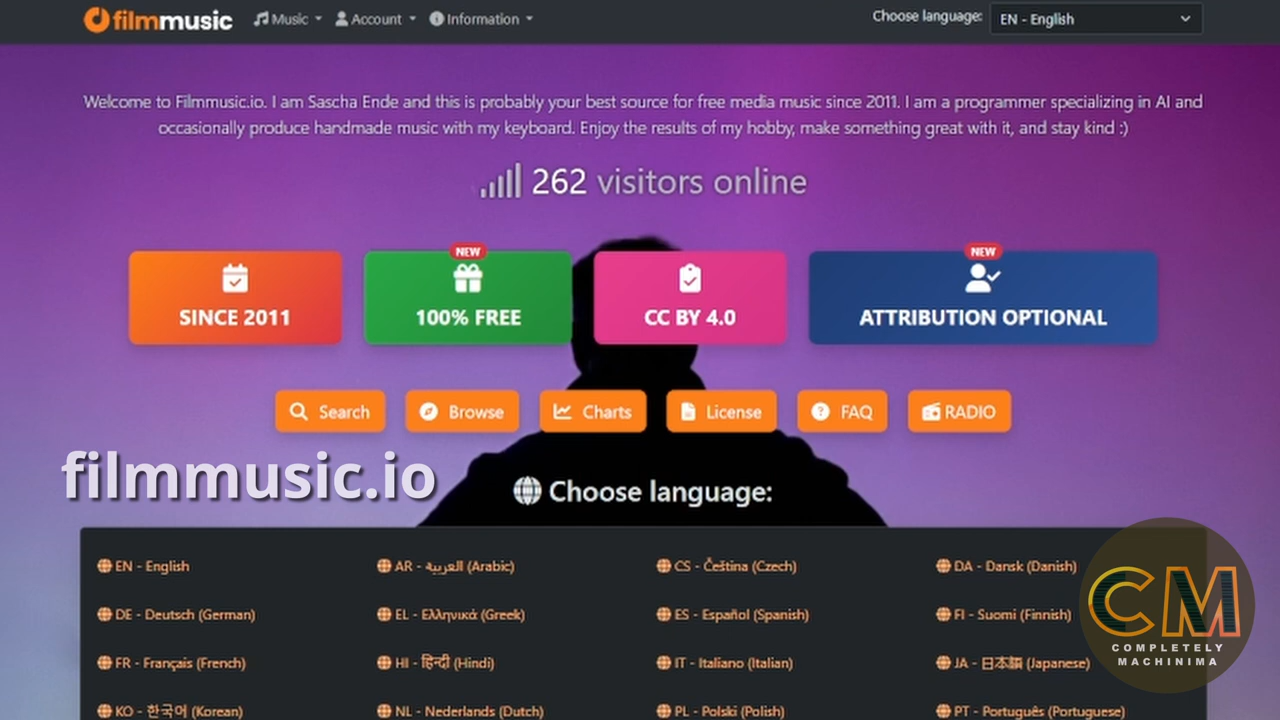 filmmusic Music Account Information Choose language: EN - English
Welcome to Filmmusic.io. I am Sascha Ende and this is probably your best source for free media music since 2011. I am a programmer specializing in AI and
occasionally produce handmade music with my keyboard. Enjoy the results of my hobby, make something great with it, and stay kind :)
262 visitors online
NEW NEW
SINCE 2011 100% FREE CC BY 4.0 ATTRIBUTION OPTIONAL
Search Browse Charts License FAQ RADIO
filmmusic.io
Choose language:
EN - English AR - العربية (Arabic) CS - Čeština (Czech) DA - Dansk (Danish)
DE - Deutsch (German) EL - Ελληνικά (Greek) ES - Español (Spanish) FI - Suomi (Finnish)
FR - Français (French) HI - हिन्दी (Hindi) IT - Italiano (Italian) JA - 日本語 (Japanese)
KO - 한국어 (Korean) NL - Nederlands (Dutch) PL - Polski (Polish) PT - Português (Portuguese)
CM
COMPLETELY
MACHINIMA